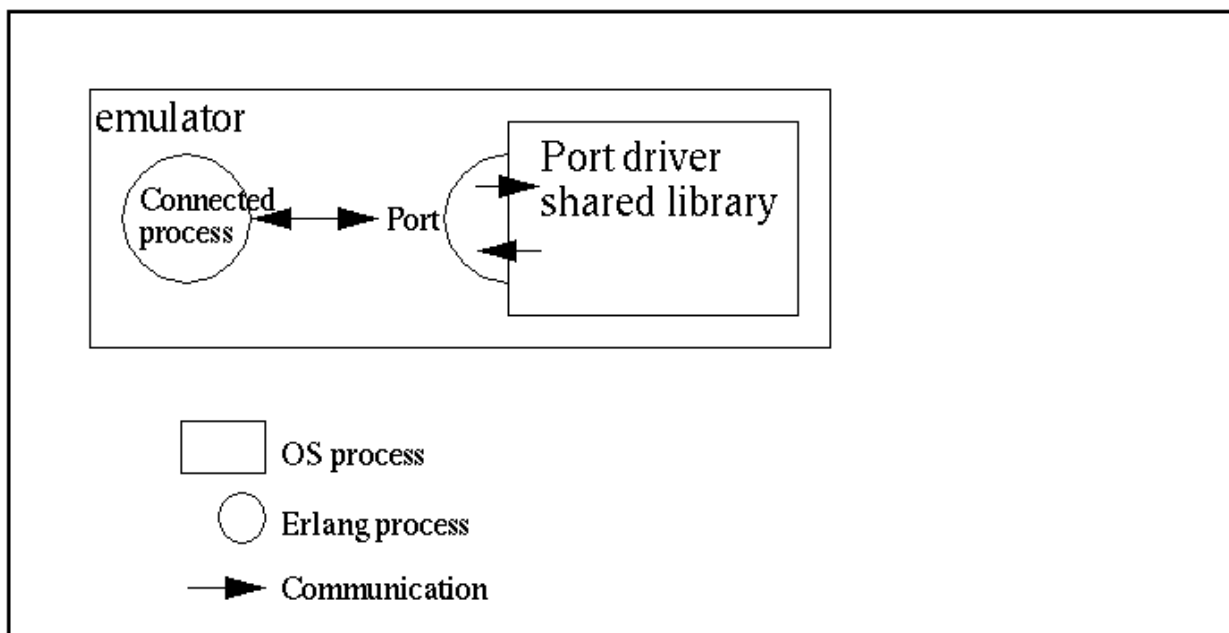 emulator
Connected
process
Port
Port driver
shared library
OS process
Erlang process
Communication